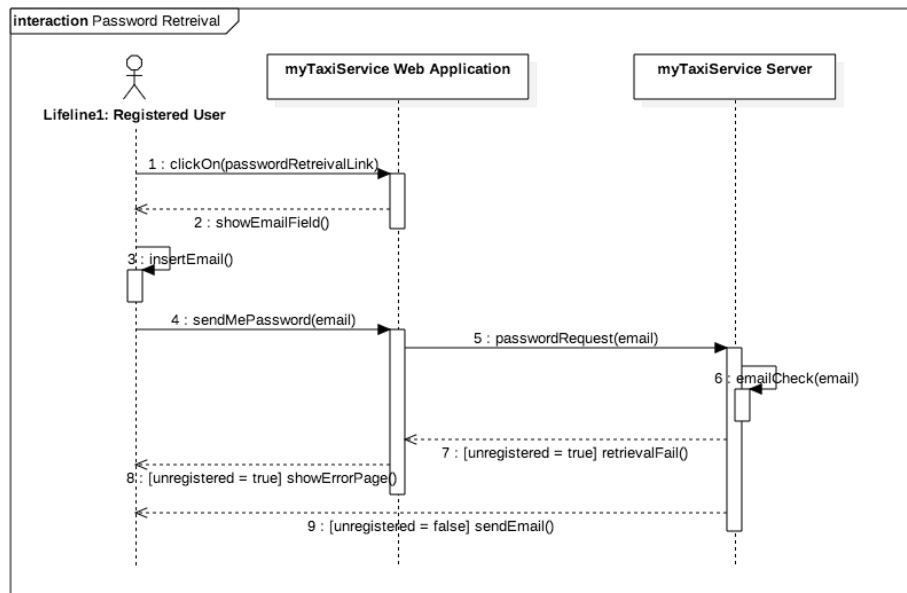 interaction Password Retreival
myTaxiService Web Application
myTaxiService Server
Lifeline1: Registered User
1 : clickOn(passwordRetreivalLink)
2 : showEmailField()
3 : insertEmail()
4 : sendMePassword(email)
5 : passwordRequest(email)
6 : emailCheck(email)
7 : [unregistered = true] retrievalFail()
8 : [unregistered = true] showErrorPage()
9 : [unregistered = false] sendEmail()